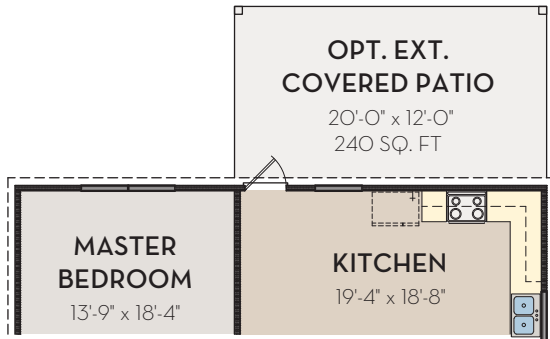 OPT. EXT.
COVERED PATIO
20'-0" x 12'-0"
240 SQ. FT
MASTER
BEDROOM
13'-9" x 18'-4"
KITCHEN
19'-4" x 18'-8"